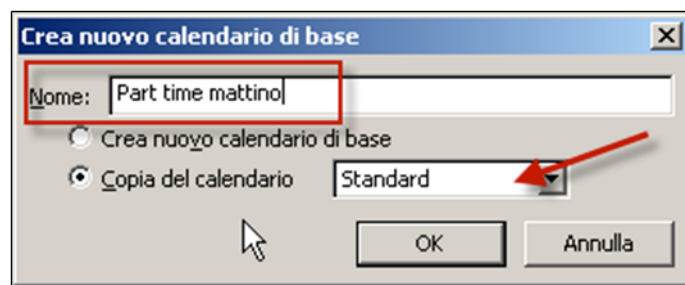 Crea nuovo calendario di base
Nome: Part time mattino
Crea nuovo calendario di base
Copia del calendario Standard
OK Annulla